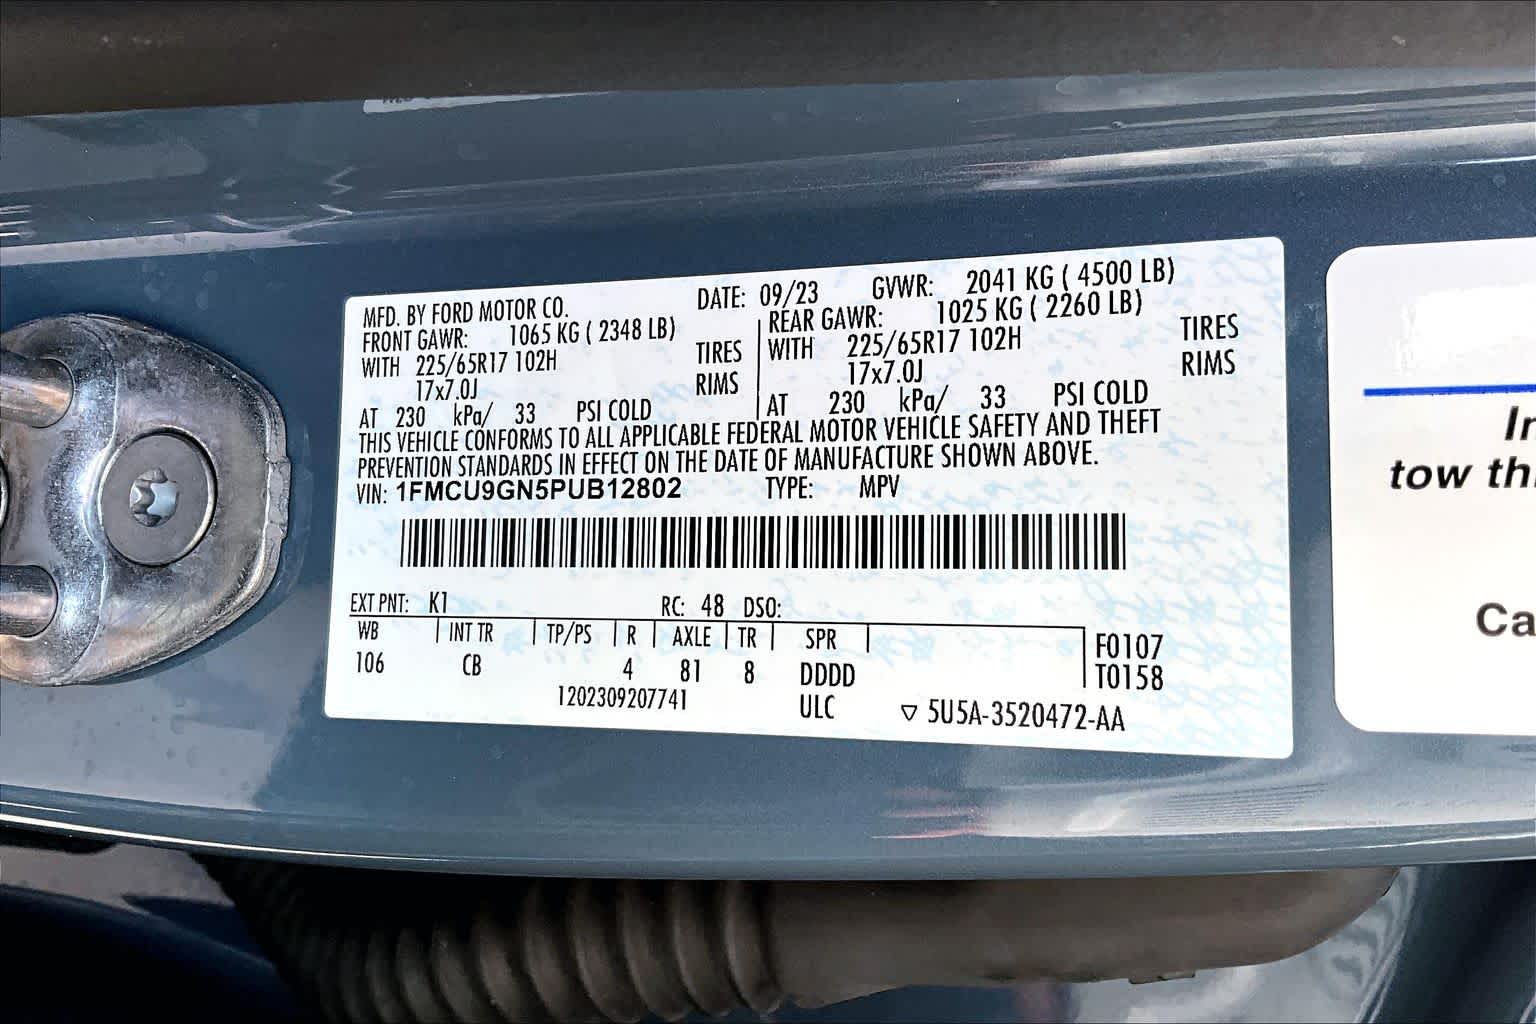 MFD. BY FORD MOTOR CO. DATE: 09/23 GVWR: 2041 KG ( 4500 LB)
FRONT GAWR: 1065 KG ( 2348 LB) REAR GAWR: 1025 KG ( 2260 LB)
WITH 225/65R17 102H TIRES WITH 225/65R17 102H TIRES
17x7.0J RIMS 17x7.0J RIMS
AT 230 kPa/ 33 PSI COLD AT 230 kPa/ 33 PSI COLD
THIS VEHICLE CONFORMS TO ALL APPLICABLE FEDERAL MOTOR VEHICLE SAFETY AND THEFT
PREVENTION STANDARDS IN EFFECT ON THE DATE OF MANUFACTURE SHOWN ABOVE.
VIN: 1FMCU9GN5PUB12802 TYPE: MPV
EXT PNT: K1 RC: 48 DSO:
WB INT TR TP/PS R AXLE TR SPR F0107
106 CB 4 81 8 DDDD T0158
1202309207741 ULC ▽ 5U5A-3520472-AA
In
tow thi
Ca